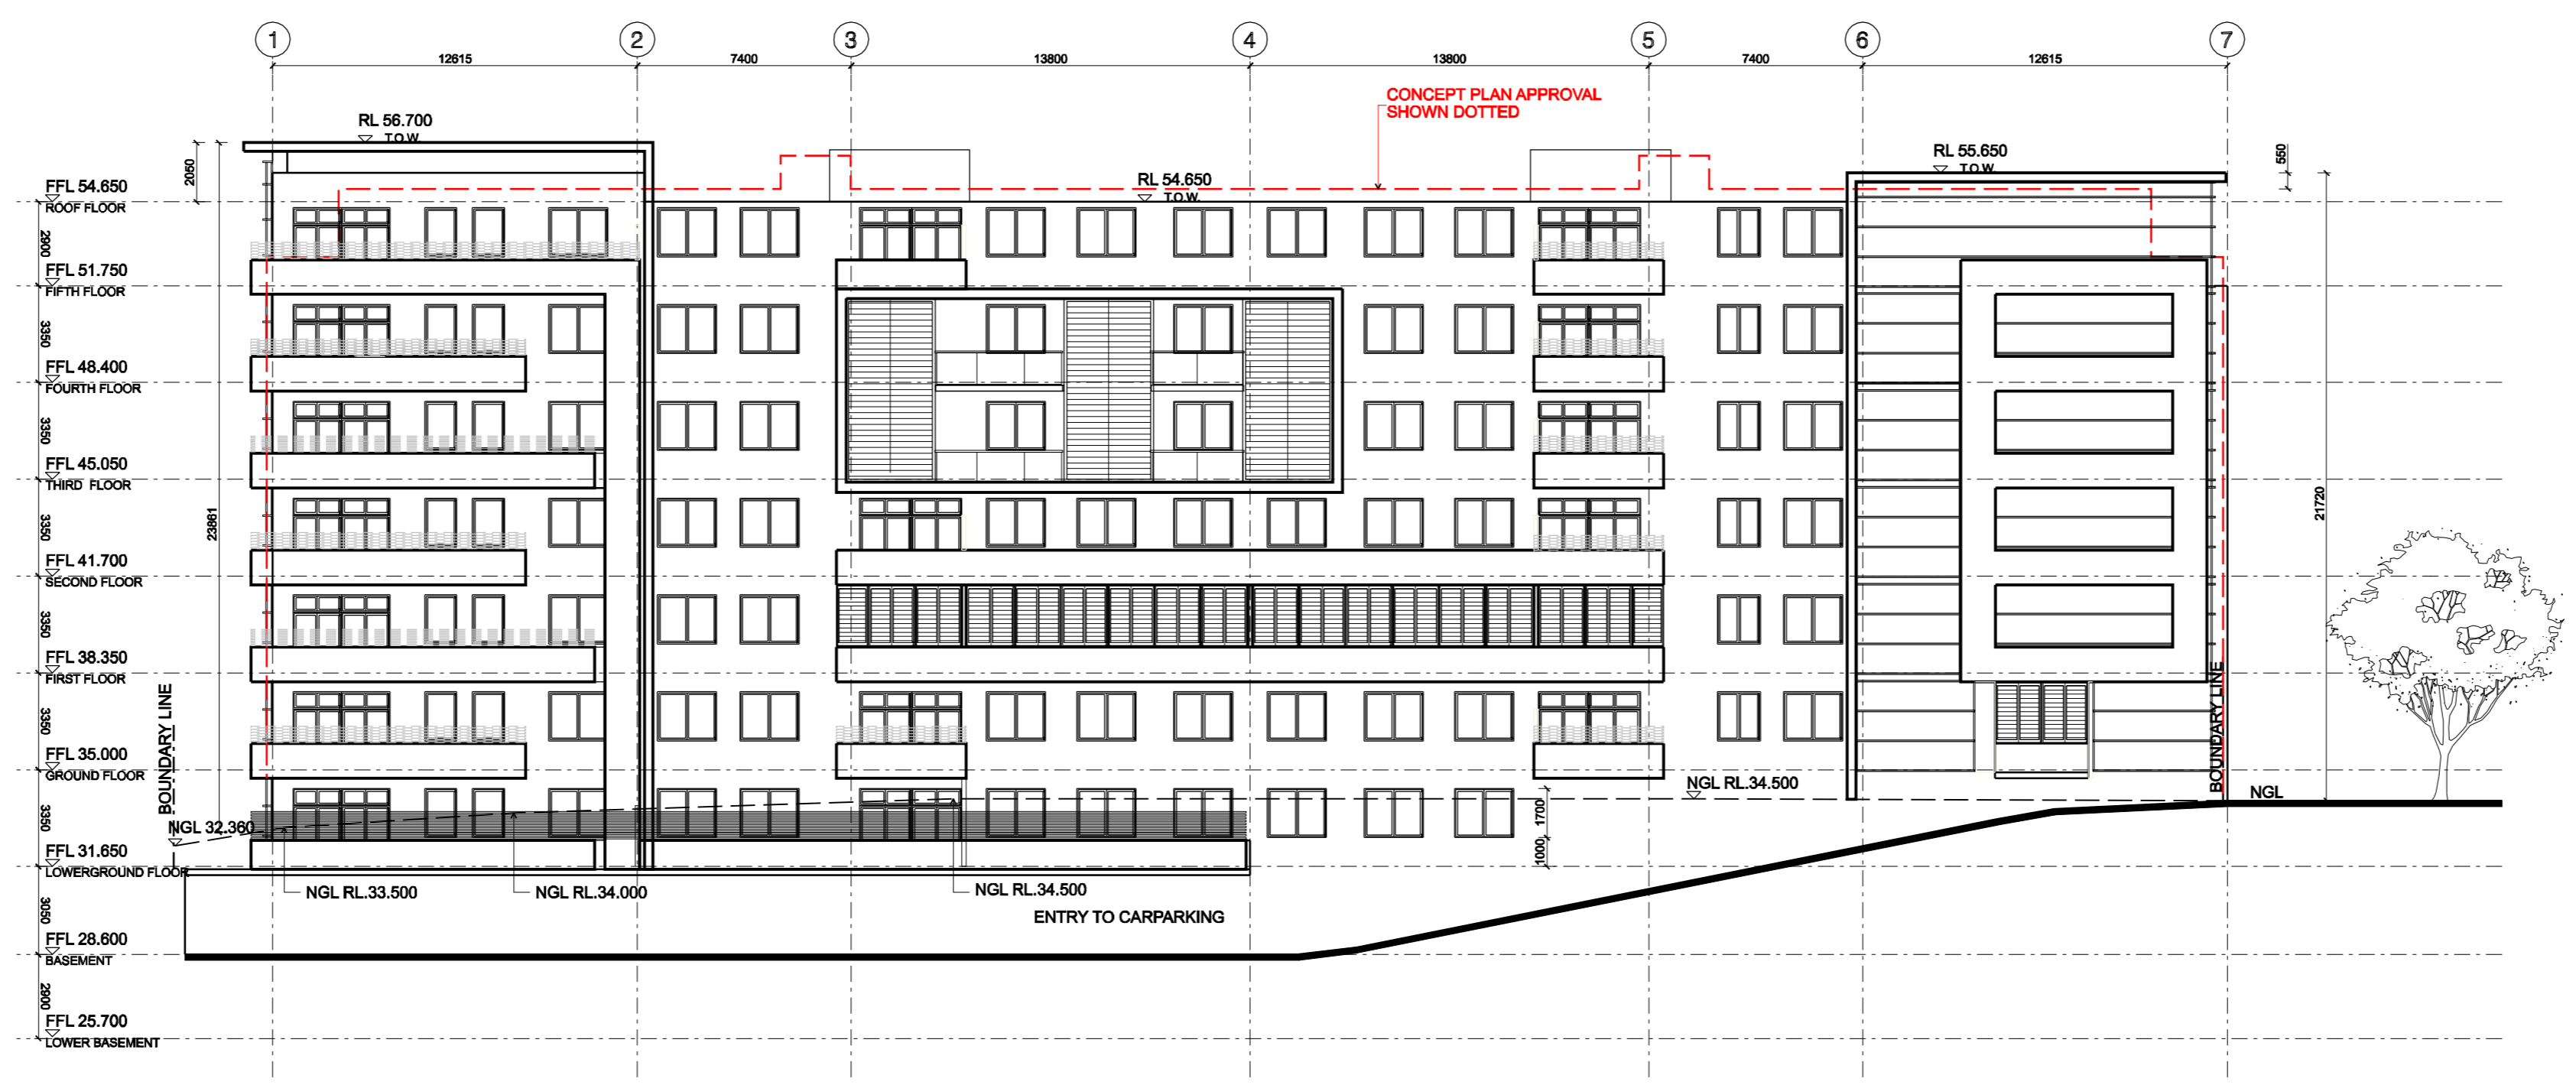 1 2 3 4 5 6 7
12615 7400 13800 13800 7400 12615
CONCEPT PLAN APPROVAL
SHOWN DOTTED
RL 56.700
T.O.W.
RL 54.650
T.O.W.
RL 55.650
T.O.W.
2050
550
FFL 54.650
ROOF FLOOR
2900
FFL 51.750
FIFTH FLOOR
3350
FFL 48.400
FOURTH FLOOR
3350
FFL 45.050
THIRD FLOOR
3350
23861
21720
FFL 41.700
SECOND FLOOR
3350
FFL 38.350
FIRST FLOOR
3350
BOUNDARY LINE
BOUNDARY LINE
FFL 35.000
GROUND FLOOR
3350
NGL RL.34.500
NGL
NGL 32.360
1700
1000
FFL 31.650
LOWERGROUND FLOOR
NGL RL.33.500
NGL RL.34.000
NGL RL.34.500
3050
ENTRY TO CARPARKING
FFL 28.600
BASEMENT
2900
FFL 25.700
LOWER BASEMENT